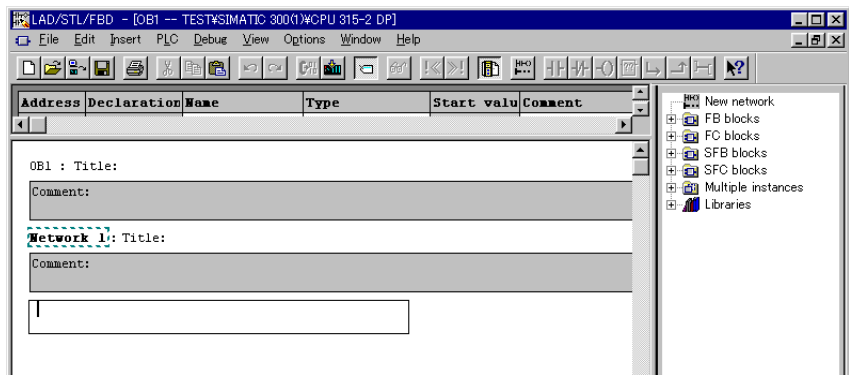 LAD/STL/FBD - [OB1 -- TEST¥SIMATIC 300(1)¥CPU 315-2 DP]
File Edit Insert PLC Debug View Options Window Help
Address Declaration Name Type Start valu Comment
New network
FB blocks
FC blocks
SFB blocks
SFC blocks
Multiple instances
Libraries
OB1 : Title:
Comment:
Network 1: Title:
Comment: